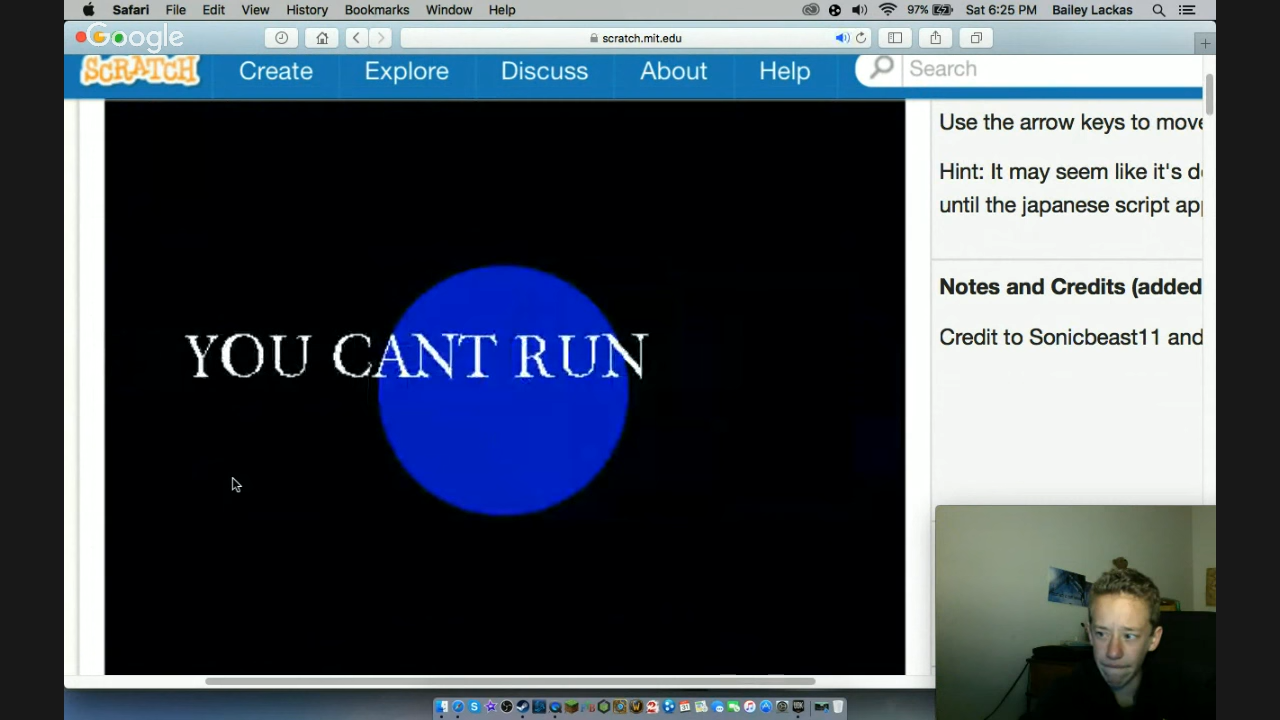 Safari File Edit View History Bookmarks Window Help 97% Sat 6:25 PM Bailey Lackas
Google scratch.mit.edu
SCRATCH Create Explore Discuss About Help Search
Use the arrow keys to move
Hint: It may seem like it's d
until the japanese script ap
Notes and Credits (added
Credit to Sonicbeast11 and
YOU CANT RUN